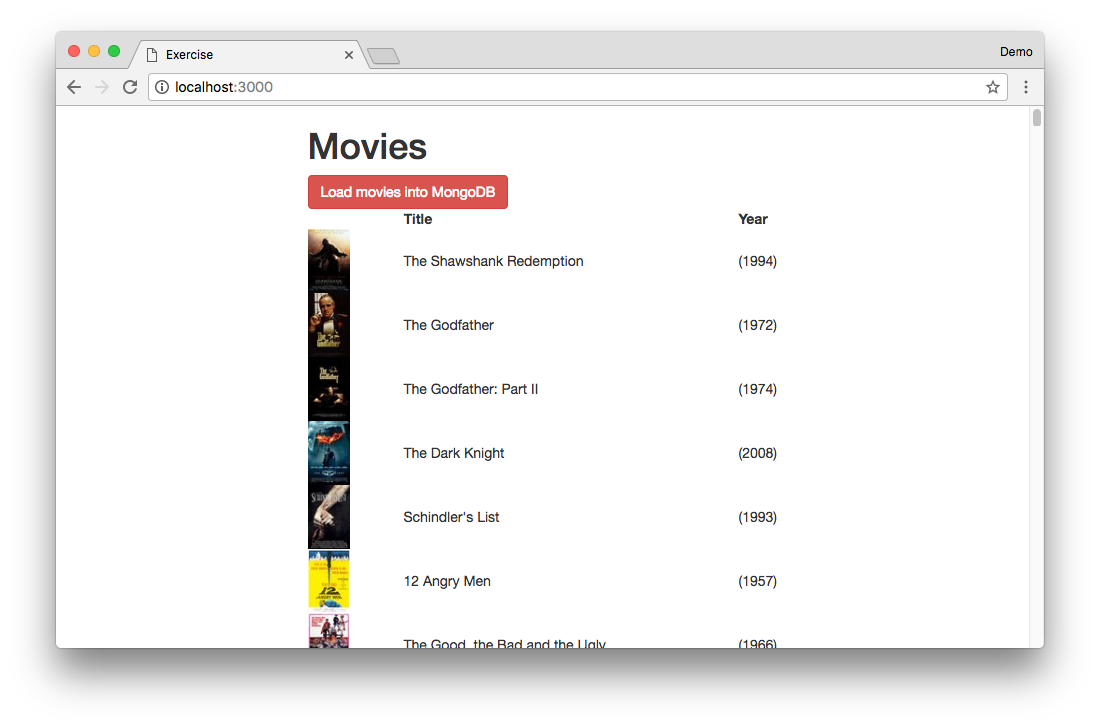 Exercise
Demo
localhost:3000
Movies
Load movies into MongoDB
Title Year
The Shawshank Redemption (1994)
The Godfather (1972)
The Godfather: Part II (1974)
The Dark Knight (2008)
Schindler's List (1993)
12 Angry Men (1957)
The Good, the Bad and the Ugly (1966)